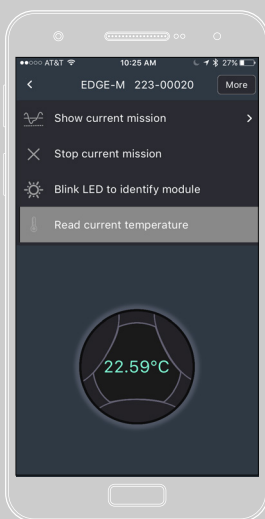 ●●○○○ AT&T 10:25 AM 27%
EDGE-M 223-00020 More
Show current mission
Stop current mission
Blink LED to identify module
Read current temperature
22.59°C